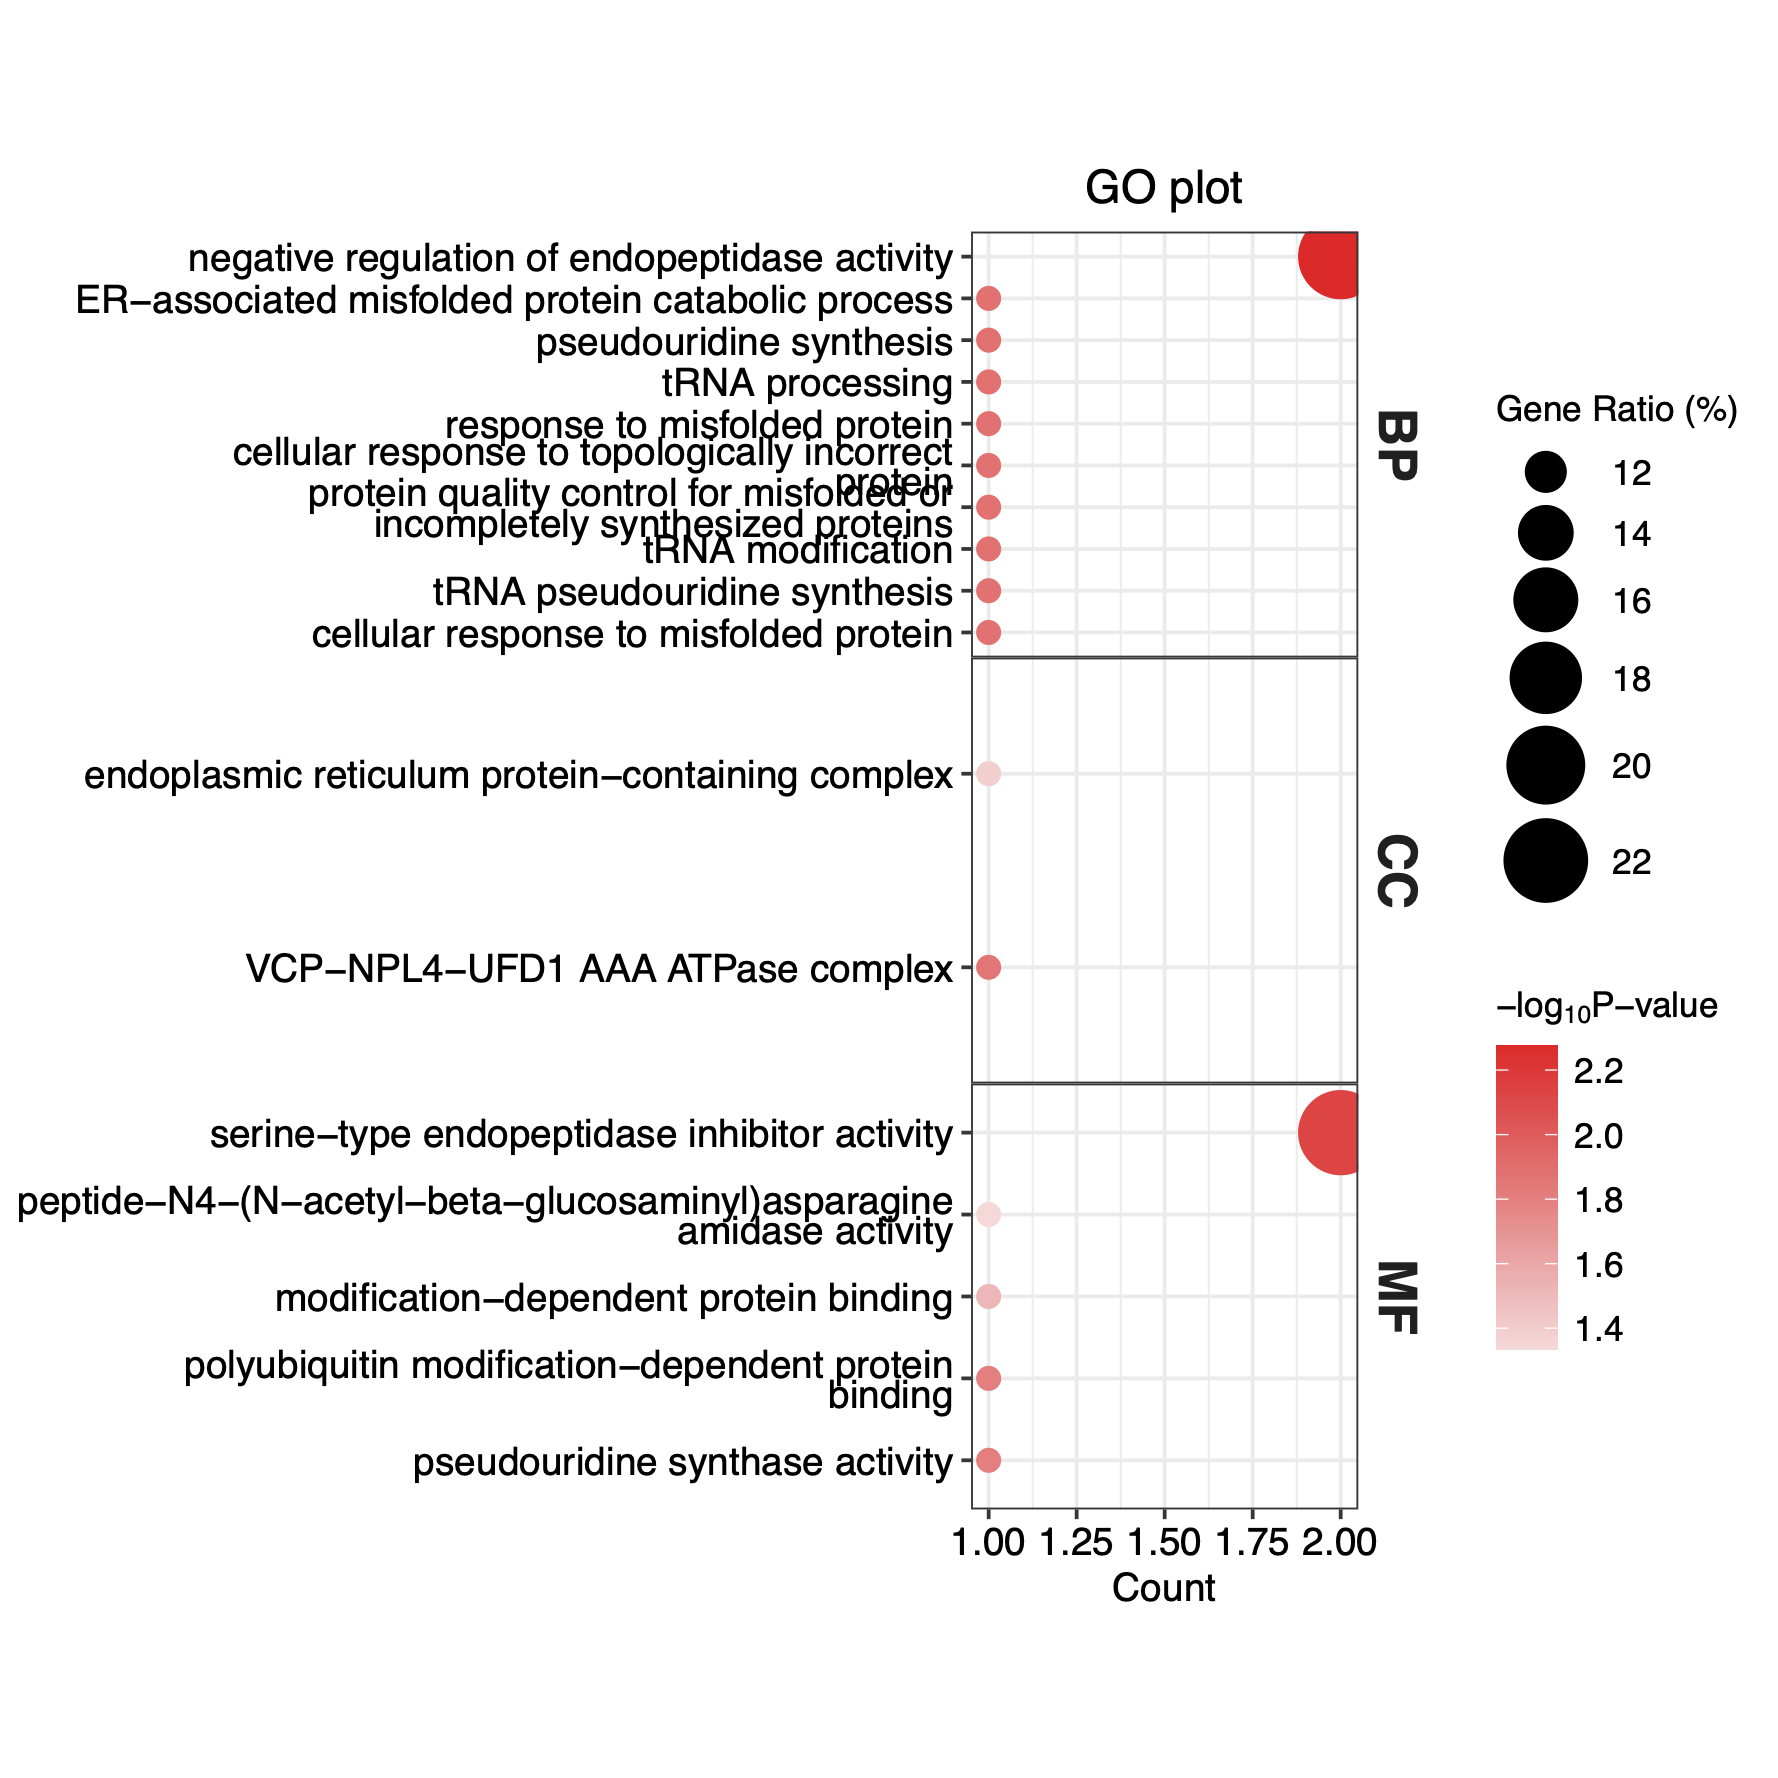 GO plot
negative regulation of endopeptidase activity
ER−associated misfolded protein catabolic process
pseudouridine synthesis
tRNA processing
response to misfolded protein
cellular response to topologically incorrect
protein
protein quality control for misfolded or
incompletely synthesized proteins
tRNA modification
tRNA pseudouridine synthesis
cellular response to misfolded protein
BP
endoplasmic reticulum protein−containing complex
VCP−NPL4−UFD1 AAA ATPase complex
CC
serine−type endopeptidase inhibitor activity
peptide−N4−(N−acetyl−beta−glucosaminyl)asparagine
amidase activity
modification−dependent protein binding
polyubiquitin modification−dependent protein
binding
pseudouridine synthase activity
MF
1.00 1.25 1.50 1.75 2.00
Count
Gene Ratio (%)
12
14
16
18
20
22
−log₁₀P−value
2.2
2.0
1.8
1.6
1.4